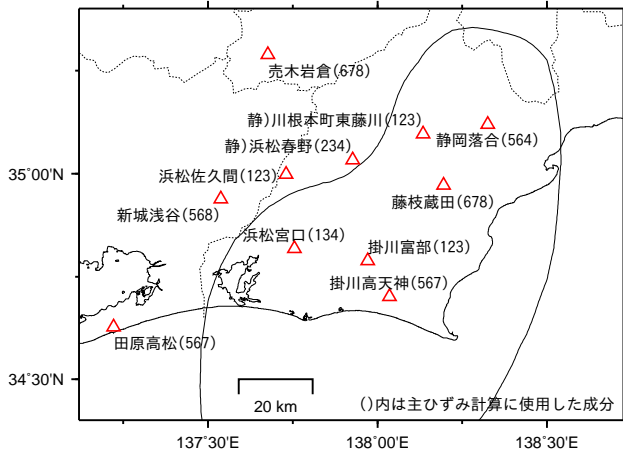 売木岩倉(678)
静)川根本町東藤川(123)
静岡落合(564)
静)浜松春野(234)
35°00'N
浜松佐久間(123)
藤枝蔵田(678)
新城浅谷(568)
浜松宮口(134)
掛川富部(123)
掛川高天神(567)
田原高松(567)
34°30'N
20 km
()内は主ひずみ計算に使用した成分
137°30'E
138°00'E
138°30'E